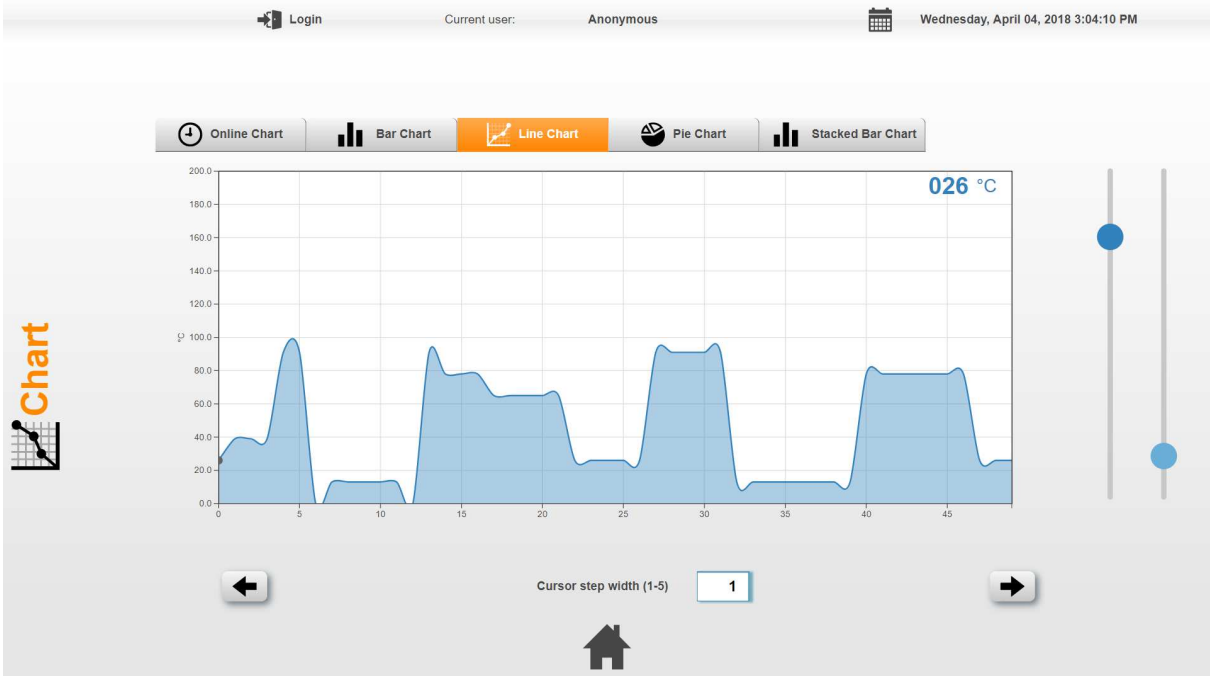 Login Current user: Anonymous Wednesday, April 04, 2018 3:04:10 PM
Online Chart Bar Chart Line Chart Pie Chart Stacked Bar Chart
200.0
026 °C
180.0
160.0
140.0
120.0
°C 100.0
80.0
60.0
40.0
20.0
0.0
0 5 10 15 20 25 30 35 40 45
Chart
Cursor step width (1-5) 1